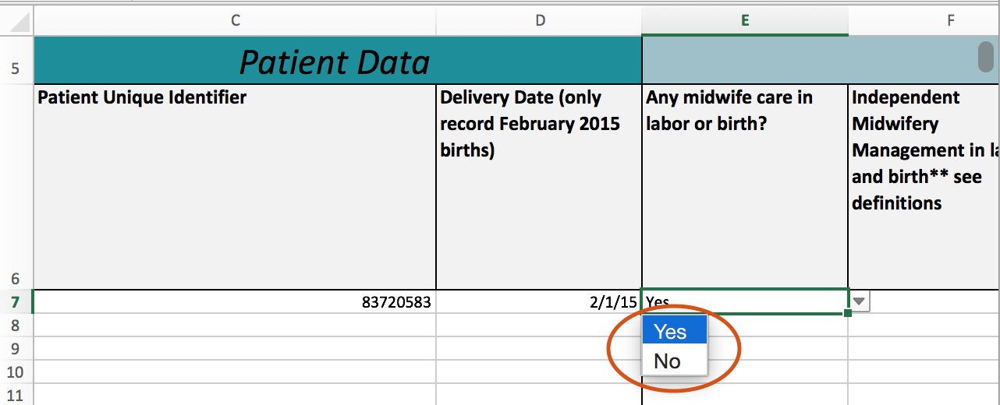 C D E F
5 Patient Data
Patient Unique Identifier
Delivery Date (only
record February 2015
births)
Any midwife care in
labor or birth?
Independent
Midwifery
Management in
and birth** see
definitions
6
7 83720583 2/1/15 Yes
8
Yes
9
No
10
11